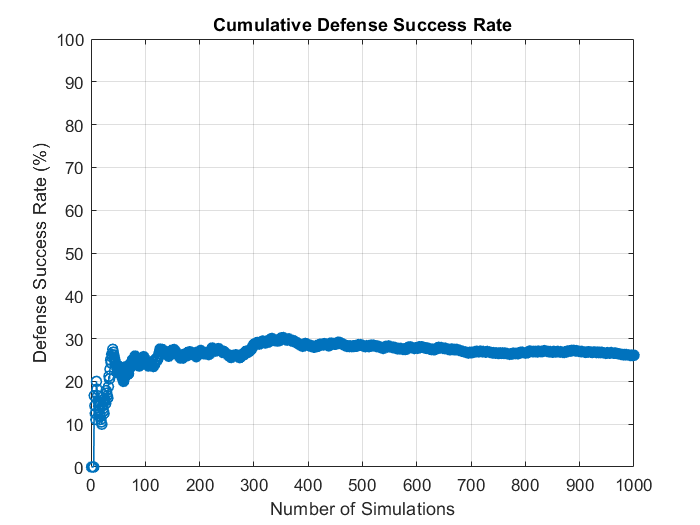 Cumulative Defense Success Rate
100
90
80
70
60
50
40
30
20
10
0
Defense Success Rate (%)
0 100 200 300 400 500 600 700 800 900 1000
Number of Simulations